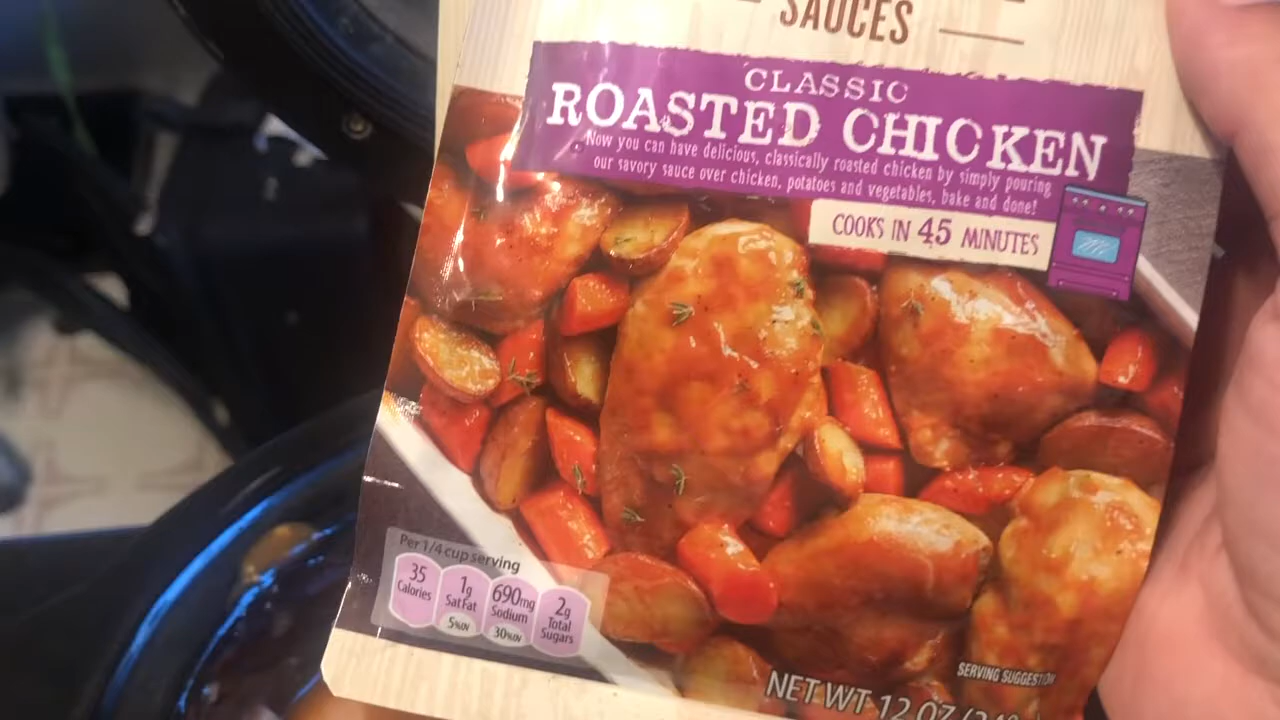 SAUCES
CLASSIC
ROASTED CHICKEN
Now you can have delicious, classically roasted chicken by simply pouring
our savory sauce over chicken, potatoes and vegetables, bake and done!
COOKS IN 45 MINUTES
Per 1/4 cup serving
35 Calories
1g Sat Fat 5% DV
690mg Sodium 30% DV
2g Total Sugars
SERVING SUGGESTION
NET WT 12 OZ